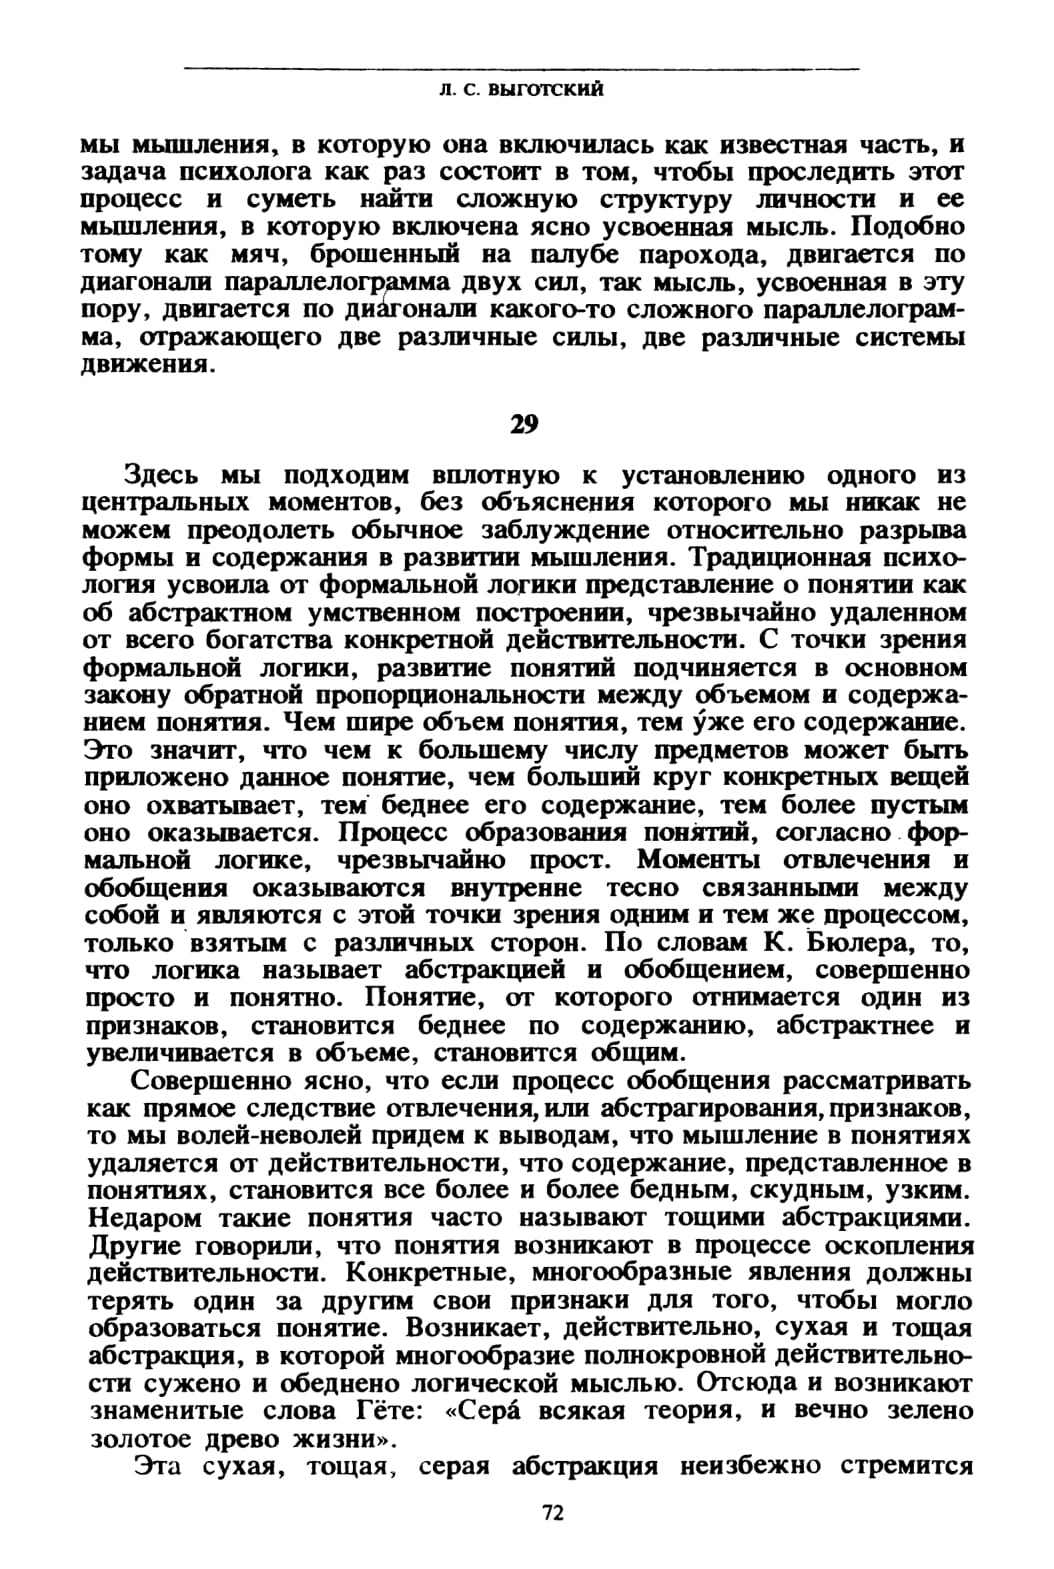 Л. С. ВЫГОТСКИЙ
мы мышления, в которую она включилась как известная часть, и
задача психолога как раз состоит в том, чтобы проследить этот
процесс и суметь найти сложную структуру личности и ее
мышления, в которую включена ясно усвоенная мысль. Подобно
тому как мяч, брошенный на палубе парохода, двигается по
диагонали параллелограмма двух сил, так мысль, усвоенная в эту
пору, двигается по диагонали какого-то сложного параллелограм-
ма, отражающего две различные силы, две различные системы
движения.
29
Здесь мы подходим вплотную к установлению одного из
центральных моментов, без объяснения которого мы никак не
можем преодолеть обычное заблуждение относительно разрыва
формы и содержания в развитии мышления. Традиционная психо-
логия усвоила от формальной логики представление о понятии как
об абстрактном умственном построении, чрезвычайно удаленном
от всего богатства конкретной действительности. С точки зрения
формальной логики, развитие понятий подчиняется в основном
закону обратной пропорциональности между объемом и содержа-
нием понятия. Чем шире объем понятия, тем у́же его содержание.
Это значит, что чем к большему числу предметов может быть
приложено данное понятие, чем больший круг конкретных вещей
оно охватывает, тем беднее его содержание, тем более пустым
оно оказывается. Процесс образования понятий, согласно фор-
мальной логике, чрезвычайно прост. Моменты отвлечения и
обобщения оказываются внутренне тесно связанными между
собой и являются с этой точки зрения одним и тем же процессом,
только взятым с различных сторон. По словам К. Бюлера, то,
что логика называет абстракцией и обобщением, совершенно
просто и понятно. Понятие, от которого отнимается один из
признаков, становится беднее по содержанию, абстрактнее и
увеличивается в объеме, становится общим.
Совершенно ясно, что если процесс обобщения рассматривать
как прямое следствие отвлечения, или абстрагирования, признаков,
то мы волей-неволей придем к выводам, что мышление в понятиях
удаляется от действительности, что содержание, представленное в
понятиях, становится все более и более бедным, скудным, узким.
Недаром такие понятия часто называют тощими абстракциями.
Другие говорили, что понятия возникают в процессе оскопления
действительности. Конкретные, многообразные явления должны
терять один за другим свои признаки для того, чтобы могло
образоваться понятие. Возникает, действительно, сухая и тощая
абстракция, в которой многообразие полнокровной действительно-
сти сужено и обеднено логической мыслью. Отсюда и возникают
знаменитые слова Гёте: «Сера́ всякая теория, и вечно зелено
золотое древо жизни».
Эта сухая, тощая, серая абстракция неизбежно стремится
72